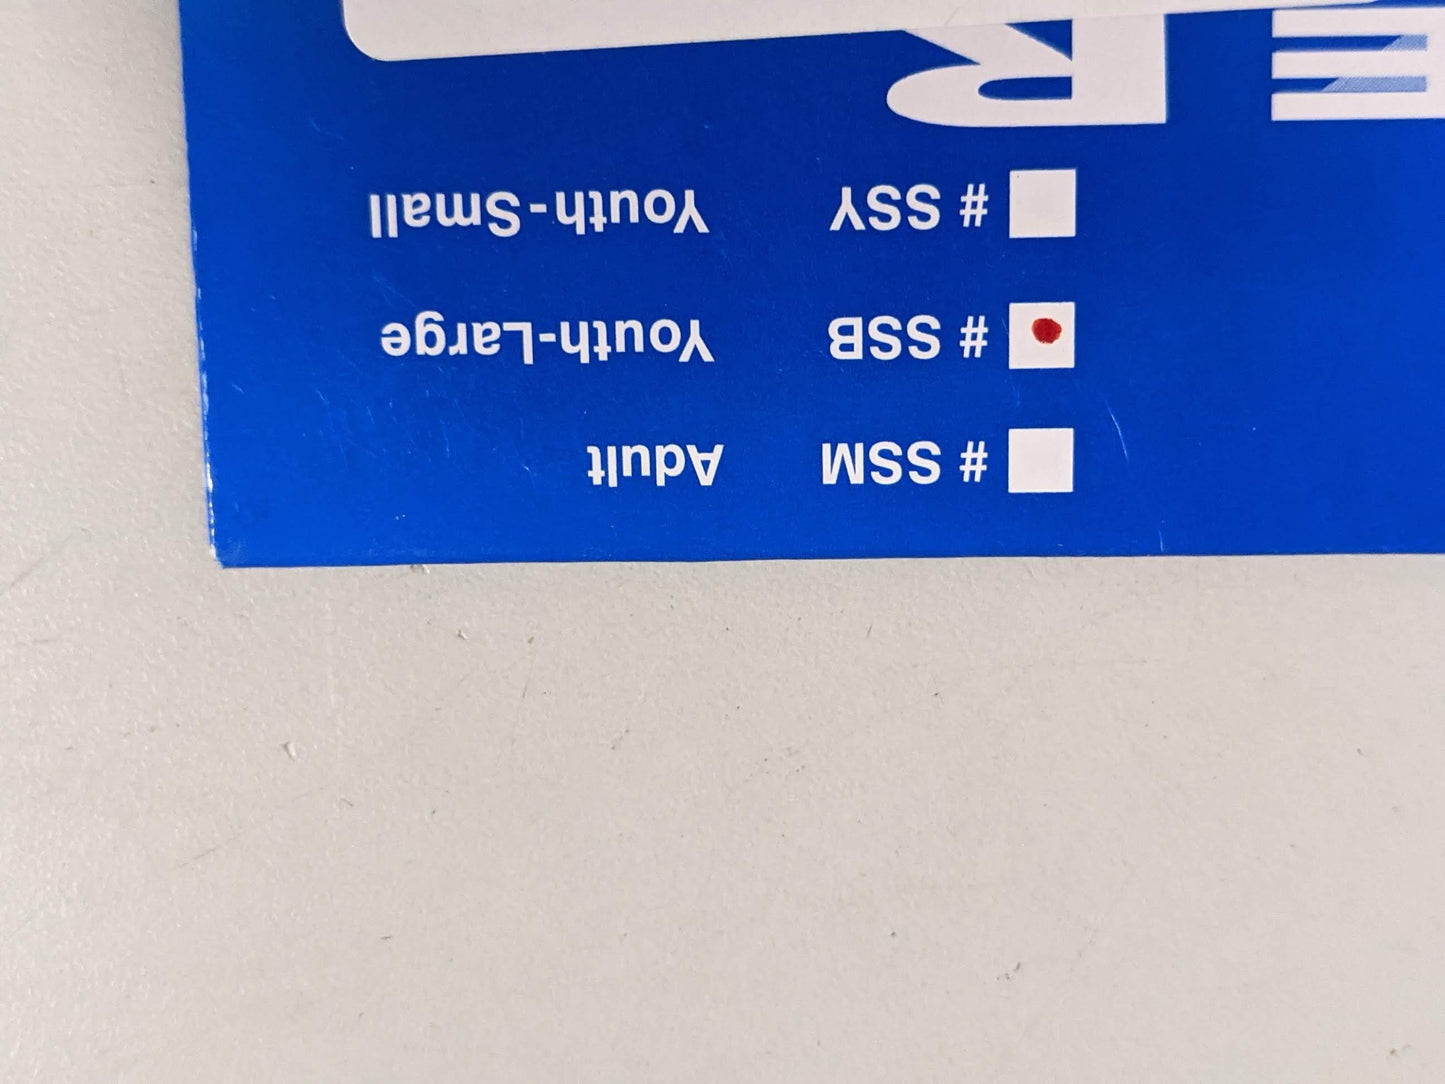 # SSM Adult
# SSB Youth-Large
# SSY Youth-Small